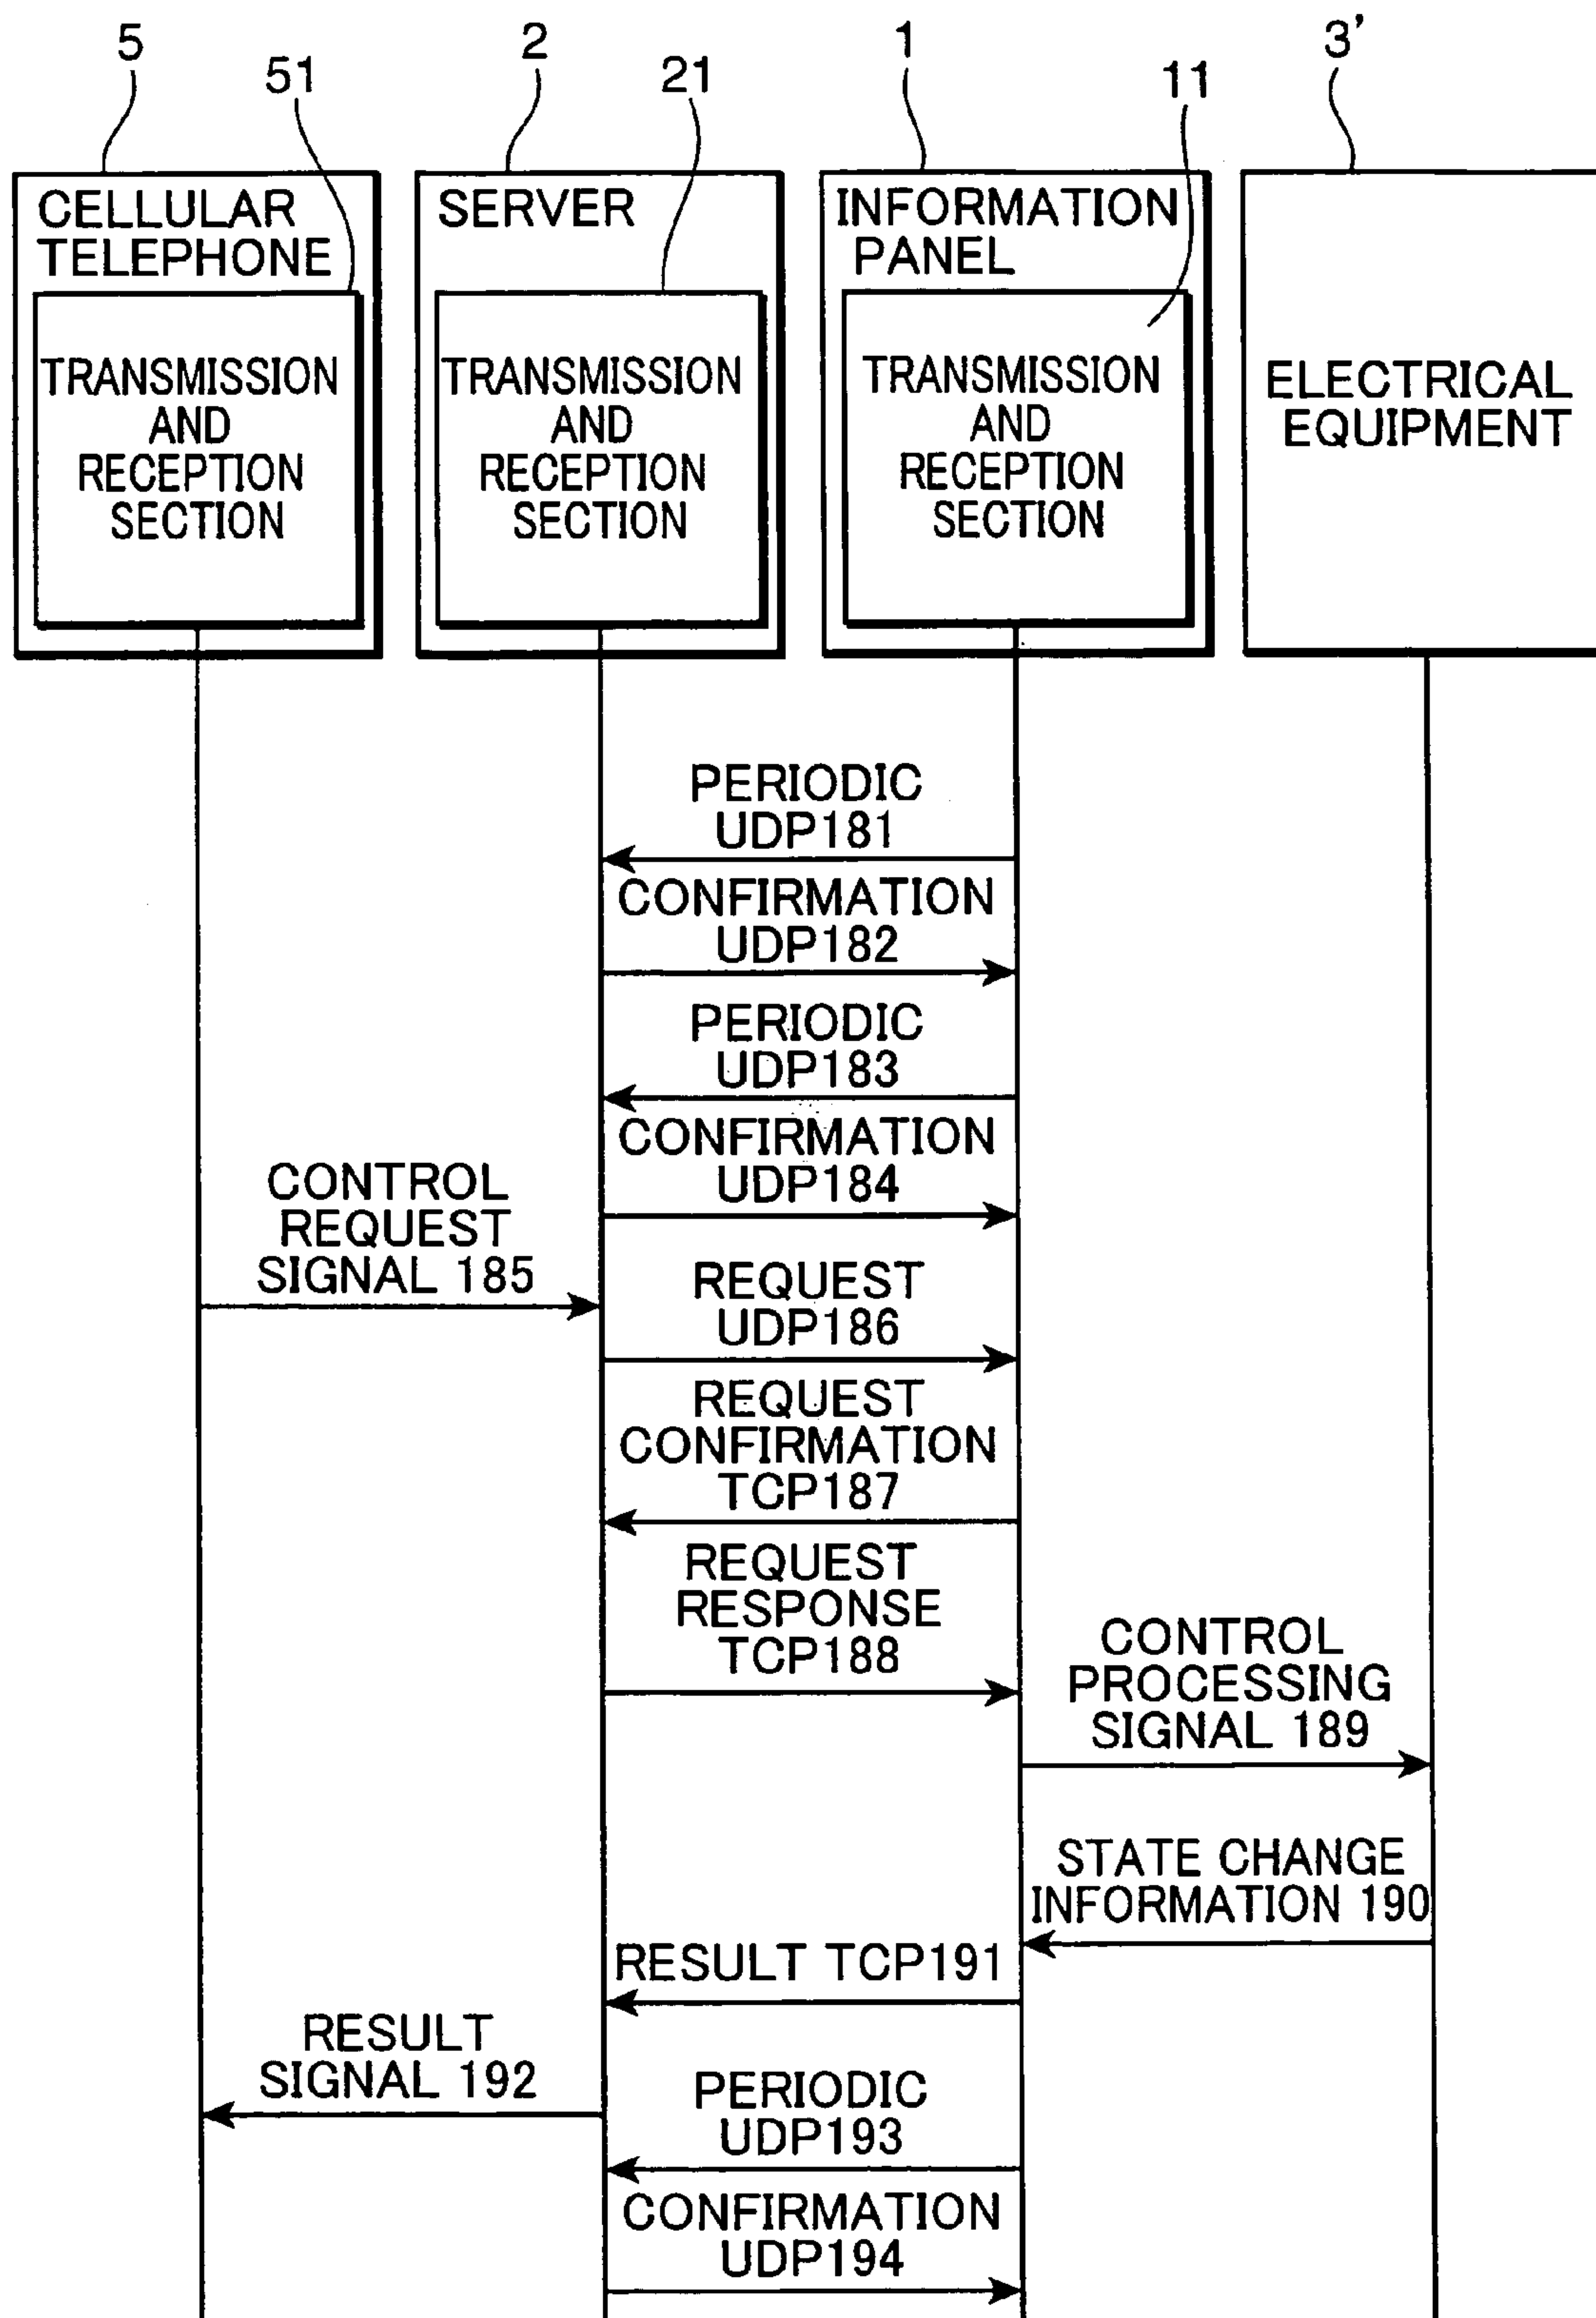 5
51
2
21
1
11
3’
CELLULAR
TELEPHONE
TRANSMISSION
AND
RECEPTION
SECTION
SERVER
TRANSMISSION
AND
RECEPTION
SECTION
INFORMATION
PANEL
TRANSMISSION
AND
RECEPTION
SECTION
ELECTRICAL
EQUIPMENT
PERIODIC
UDP181
CONFIRMATION
UDP182
PERIODIC
UDP183
CONFIRMATION
UDP184
CONTROL
REQUEST
SIGNAL 185
REQUEST
UDP186
REQUEST
CONFIRMATION
TCP187
REQUEST
RESPONSE
TCP188
CONTROL
PROCESSING
SIGNAL 189
STATE CHANGE
INFORMATION 190
RESULT TCP191
RESULT
SIGNAL 192
PERIODIC
UDP193
CONFIRMATION
UDP194